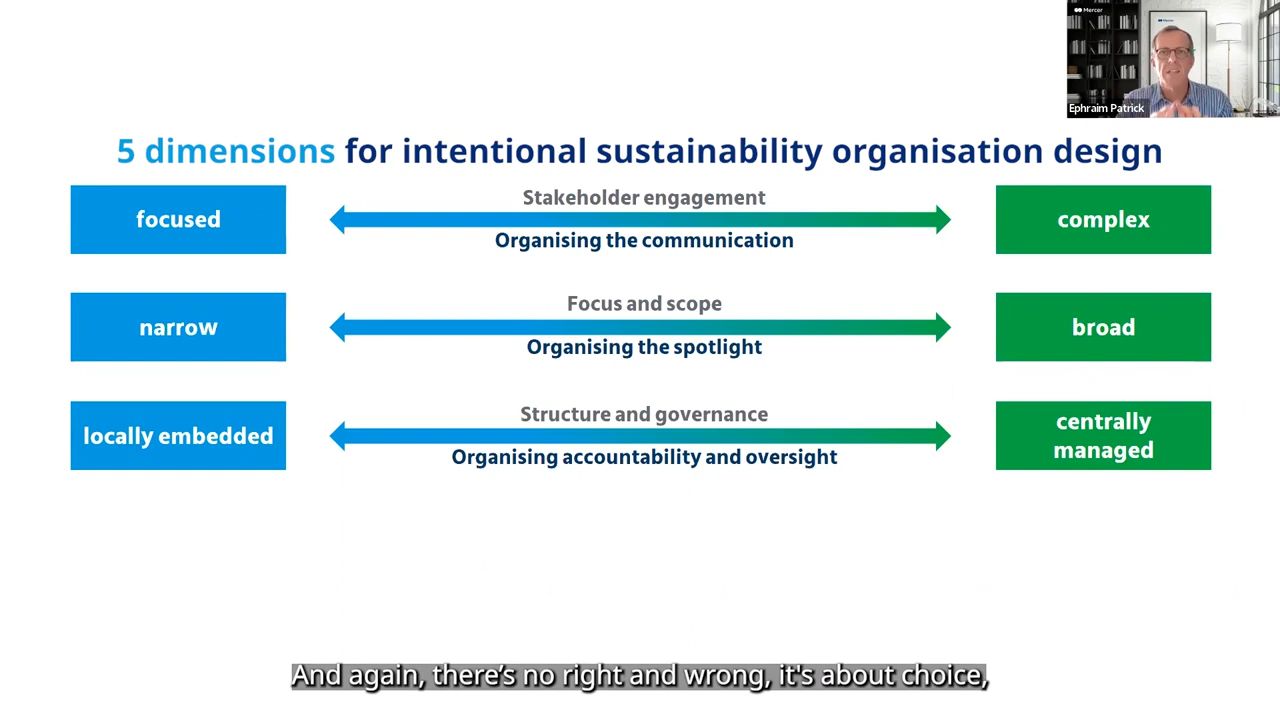 Mercer
Mercer
Ephraim Patrick
5 dimensions for intentional sustainability organisation design
focused
Stakeholder engagement
Organising the communication
complex
narrow
Focus and scope
Organising the spotlight
broad
locally embedded
Structure and governance
Organising accountability and oversight
centrally
managed
And again, there's no right and wrong, it's about choice,